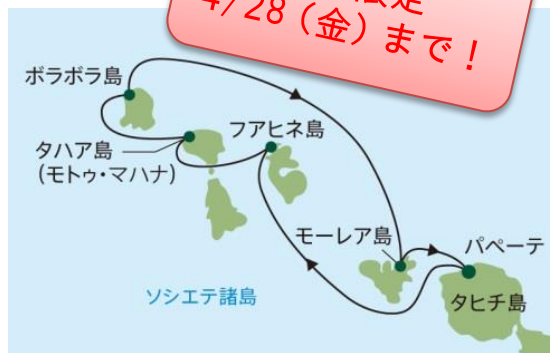 4/28（金）まで！
ボラボラ島
フアヒネ島
タハア島
（モトゥ・マハナ）
モーレア島
パペーテ
ソシエテ諸島
タヒチ島